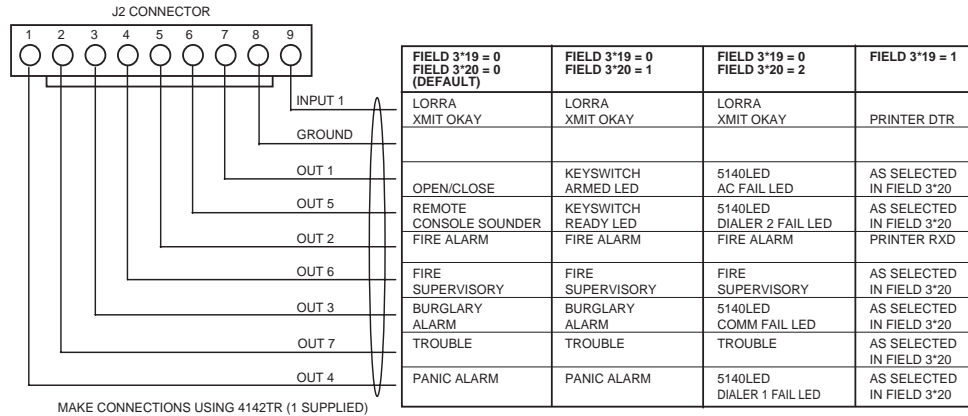 J2 CONNECTOR
1 2 3 4 5 6 7 8 9
FIELD 3*19 = 0 FIELD 3*19 = 0 FIELD 3*19 = 0 FIELD 3*19 = 1
FIELD 3*20 = 0 FIELD 3*20 = 1 FIELD 3*20 = 2
(DEFAULT)
INPUT 1 LORRA LORRA LORRA
XMIT OKAY XMIT OKAY XMIT OKAY PRINTER DTR
GROUND
OUT 1 KEYSWITCH 5140LED AS SELECTED
OPEN/CLOSE ARMED LED AC FAIL LED IN FIELD 3*20
OUT 5 REMOTE KEYSWITCH 5140LED AS SELECTED
CONSOLE SOUNDER READY LED DIALER 2 FAIL LED IN FIELD 3*20
OUT 2 FIRE ALARM FIRE ALARM FIRE ALARM PRINTER RXD
OUT 6 FIRE FIRE FIRE AS SELECTED
SUPERVISORY SUPERVISORY SUPERVISORY IN FIELD 3*20
OUT 3 BURGLARY BURGLARY 5140LED AS SELECTED
ALARM ALARM COMM FAIL LED IN FIELD 3*20
OUT 7 TROUBLE TROUBLE TROUBLE AS SELECTED
IN FIELD 3*20
OUT 4 PANIC ALARM PANIC ALARM 5140LED AS SELECTED
DIALER 1 FAIL LED IN FIELD 3*20
MAKE CONNECTIONS USING 4142TR (1 SUPPLIED)